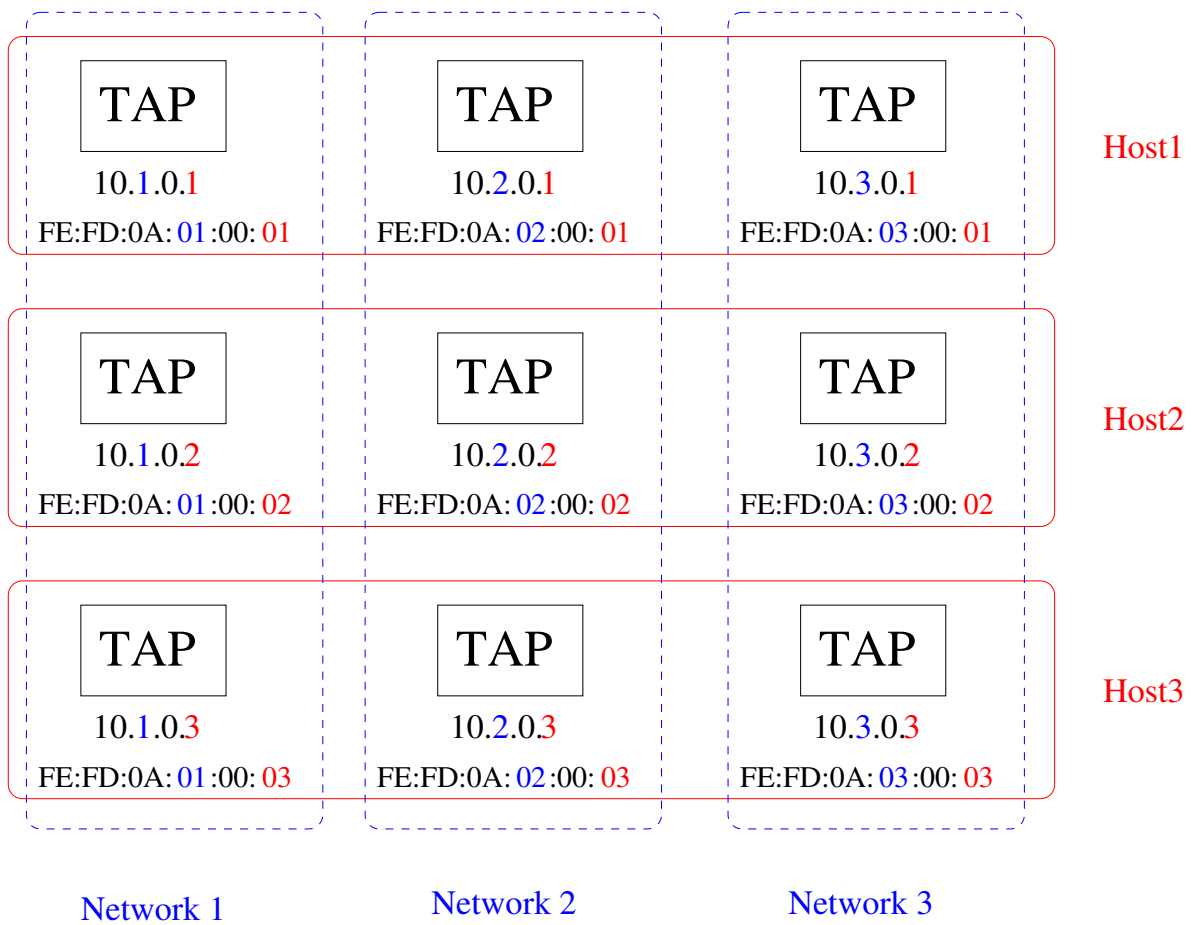 TAP TAP TAP
Host1
10.1.0.1 10.2.0.1 10.3.0.1
FE:FD:0A:01:00:01 FE:FD:0A:02:00:01 FE:FD:0A:03:00:01
TAP TAP TAP
Host2
10.1.0.2 10.2.0.2 10.3.0.2
FE:FD:0A:01:00:02 FE:FD:0A:02:00:02 FE:FD:0A:03:00:02
TAP TAP TAP
Host3
10.1.0.3 10.2.0.3 10.3.0.3
FE:FD:0A:01:00:03 FE:FD:0A:02:00:03 FE:FD:0A:03:00:03
Network 1 Network 2 Network 3